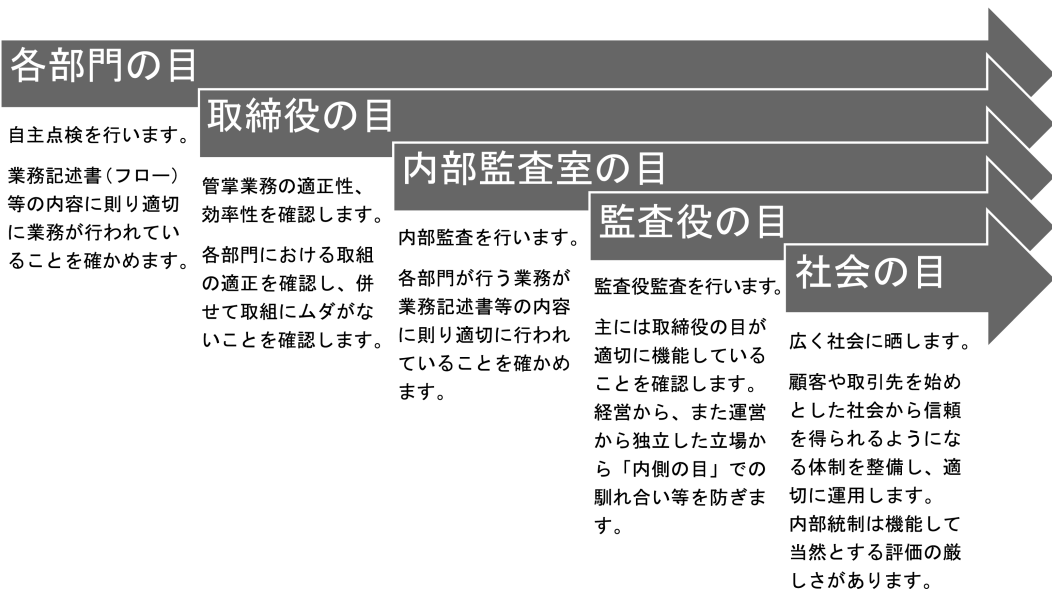 各部門の目
自主点検を行います。
業務記述書(フロー)
等の内容に則り適切
に業務が行われてい
ることを確かめます。
取締役の目
管掌業務の適正性、
効率性を確認します。
各部門における取組
の適正を確認し、併
せて取組にムダがな
いことを確認します。
内部監査室の目
内部監査を行います。
各部門が行う業務が
業務記述書等の内容
に則り適切に行われ
ていることを確かめ
ます。
監査役の目
監査役監査を行います。
主には取締役の目が
適切に機能している
ことを確認します。
経営から、また運営
から独立した立場か
ら「内側の目」での
馴れ合い等を防ぎま
す。
社会の目
広く社会に晒します。
顧客や取引先を始め
とした社会から信頼
を得られるようにな
る体制を整備し、適
切に運用します。
内部統制は機能して
当然とする評価の厳
しさがあります。